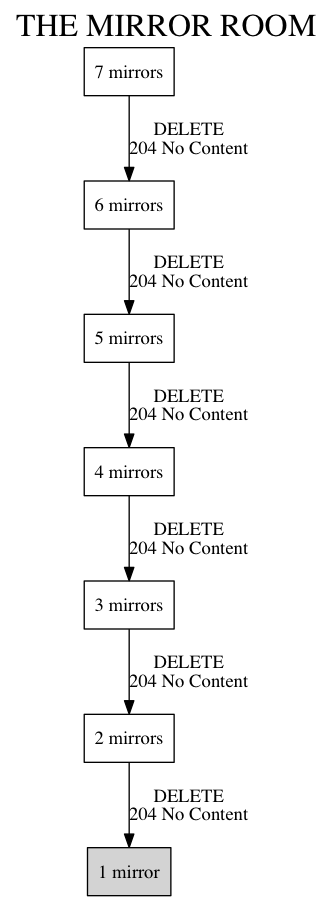 THE MIRROR ROOM
7 mirrors
DELETE
204 No Content
6 mirrors
DELETE
204 No Content
5 mirrors
DELETE
204 No Content
4 mirrors
DELETE
204 No Content
3 mirrors
DELETE
204 No Content
2 mirrors
DELETE
204 No Content
1 mirror